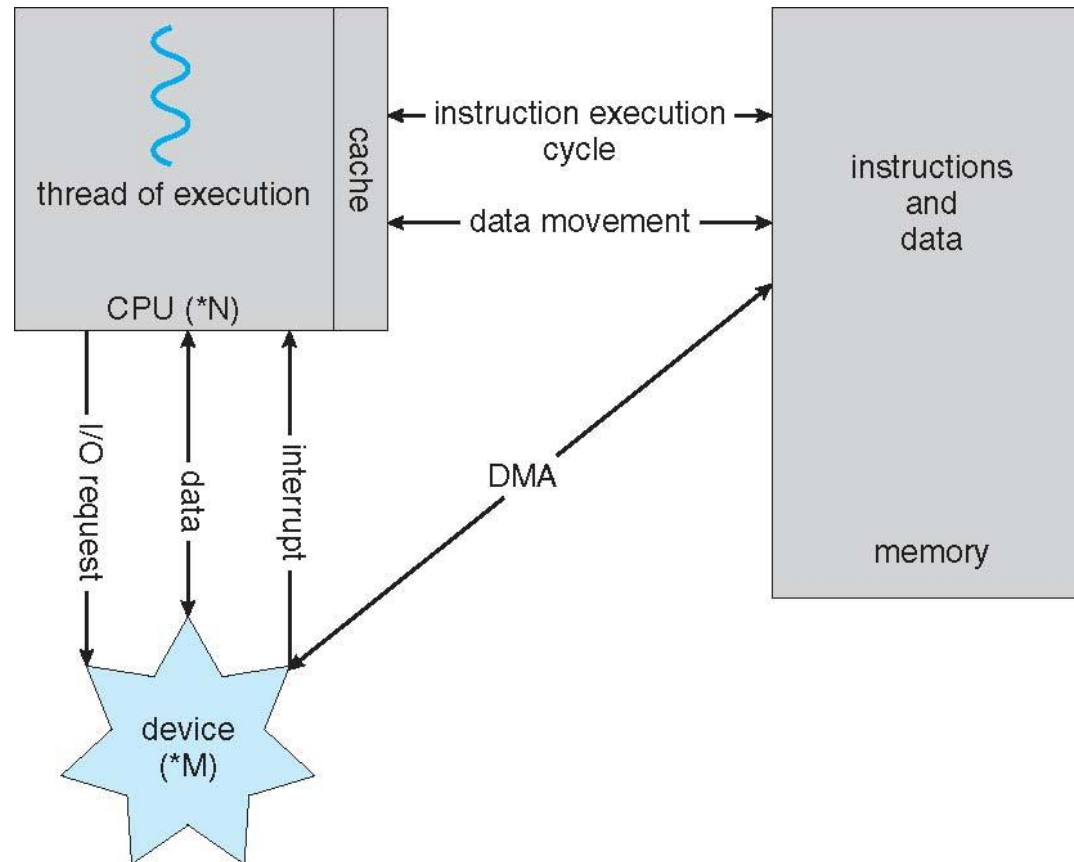 thread of execution
cache
CPU (*N)
instruction execution
cycle
data movement
instructions
and
data
memory
I/O request
data
interrupt
DMA
device
(*M)